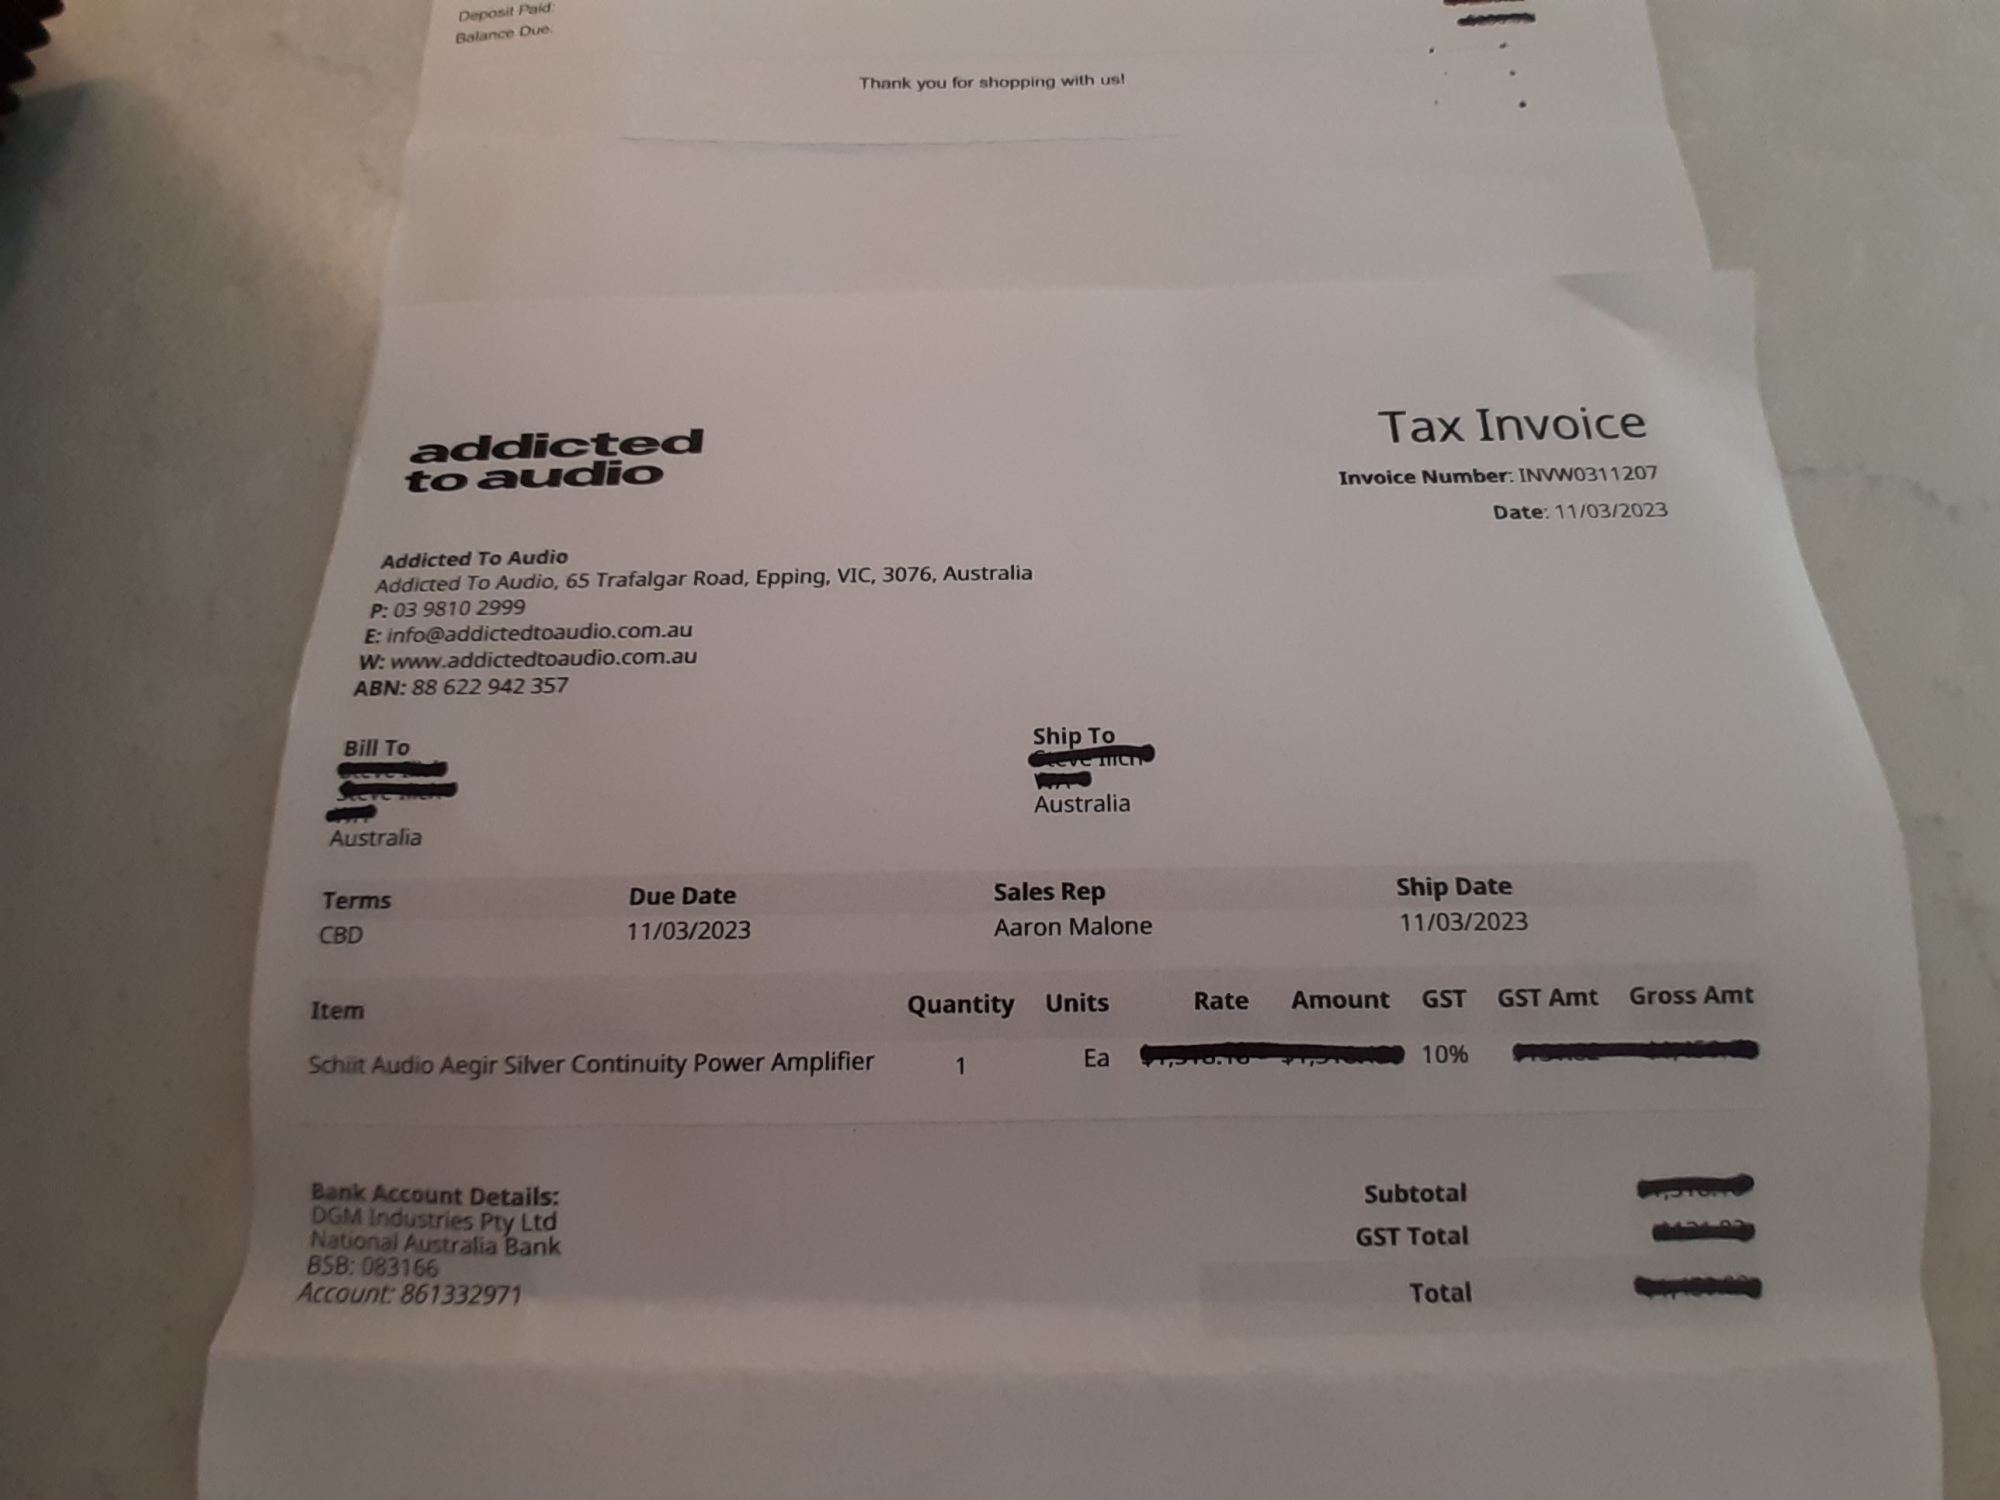 Deposit Paid:
Balance Due:
Thank you for shopping with us!
addicted
to audio
Tax Invoice
Invoice Number: INVW0311207
Date: 11/03/2023
Addicted To Audio
Addicted To Audio, 65 Trafalgar Road, Epping, VIC, 3076, Australia
P: 03 9810 2999
E: info@addictedtoaudio.com.au
W: www.addictedtoaudio.com.au
ABN: 88 622 942 357
Bill To
Australia
Ship To
Australia
Terms Due Date Sales Rep Ship Date
CBD 11/03/2023 Aaron Malone 11/03/2023
Item Quantity Units Rate Amount GST GST Amt Gross Amt
Schiit Audio Aegir Silver Continuity Power Amplifier 1 Ea 10%
Bank Account Details:
DGM Industries Pty Ltd
National Australia Bank
BSB: 083166
Account: 861332971
Subtotal
GST Total
Total